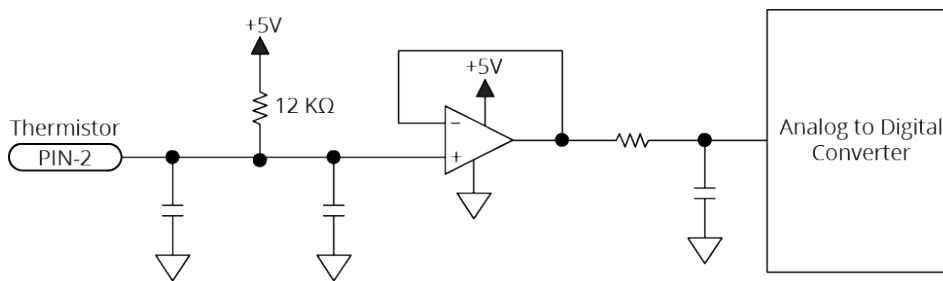 +5V
12 KΩ
+5V
Thermistor
PIN-2
−
+
Analog to Digital
Converter